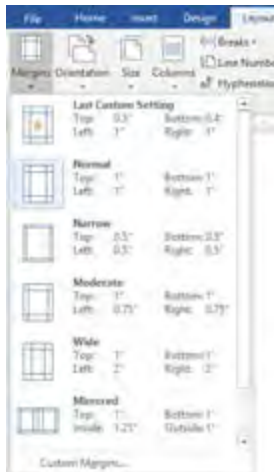 File Home Insert Design Layout
Margins Orientation Size Columns
Breaks
Line Numbe
Hyphenation
Last Custom Setting
Top: 0.5" Bottom: 0.4"
Left: 1" Right: 1"
Normal
Top: 1" Bottom: 1"
Left: 1" Right: 1"
Narrow
Top: 0.5" Bottom: 0.5"
Left: 0.5" Right: 0.5"
Moderate
Top: 1" Bottom: 1"
Left: 0.75" Right: 0.75"
Wide
Top: 1" Bottom: 1"
Left: 2" Right: 2"
Mirrored
Top: 1" Bottom: 1"
Inside: 1.25" Outside: 1"
Custom Margins...